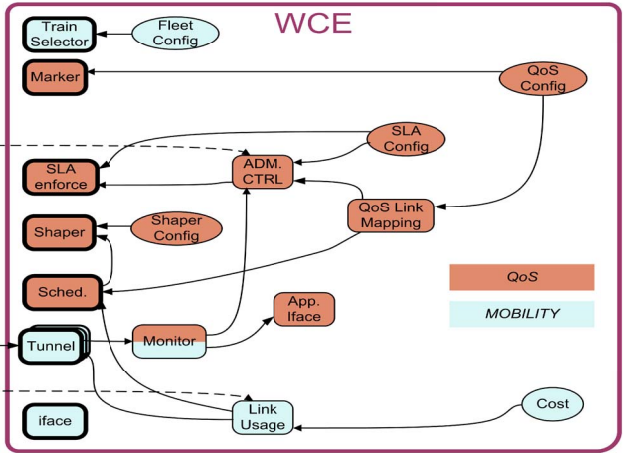 WCE
Train
Selector
Fleet
Config
Marker
QoS
Config
SLA
Config
SLA
enforce
ADM.
CTRL
QoS Link
Mapping
Shaper
Shaper
Config
Sched.
App.
Iface
QoS
MOBILITY
Tunnel
Monitor
iface
Link
Usage
Cost